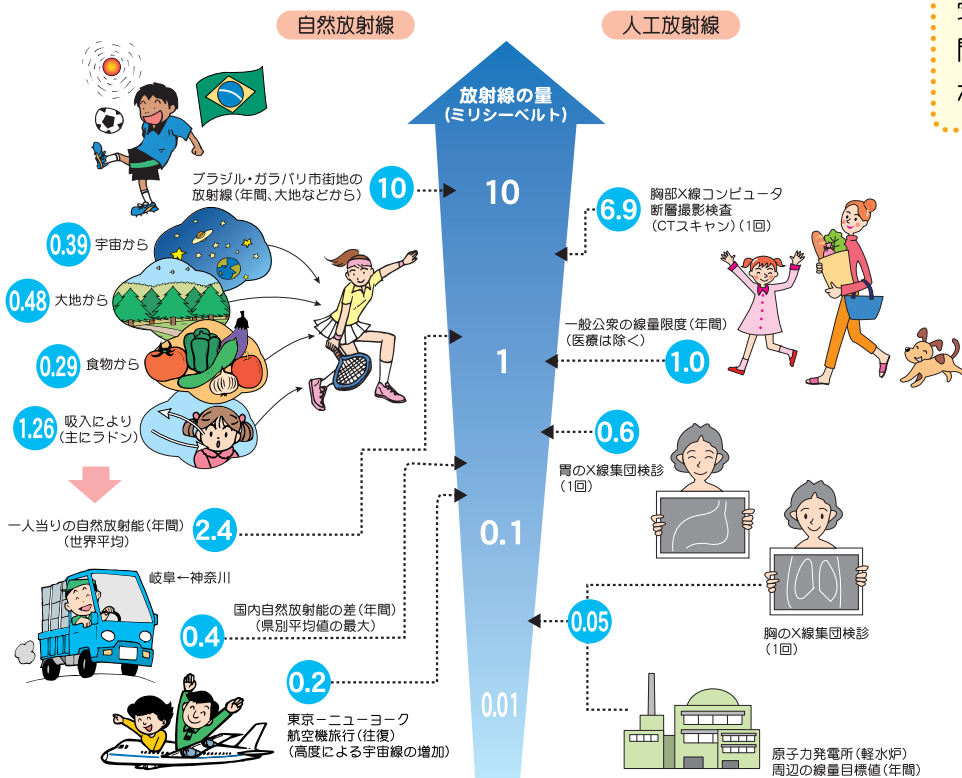 自然放射線
人工放射線
放射線の量
(ミリシーベルト)
10
1
0.1
0.01
ブラジル・ガラパリ市街地の
放射線(年間、大地などから)
10
0.39
宇宙から
0.48
大地から
0.29
食物から
1.26
吸入により
(主にラドン)
一人当りの自然放射能(年間)
(世界平均)
2.4
岐阜←神奈川
国内自然放射能の差(年間)
(県別平均値の最大)
0.4
0.2
東京ーニューヨーク
航空機旅行(往復)
(高度による宇宙線の増加)
6.9
胸部X線コンピュータ
断層撮影検査
(CTスキャン)(1回)
一般公衆の線量限度(年間)
(医療は除く)
1.0
0.6
胃のX線集団検診
(1回)
0.05
胸のX線集団検診
(1回)
原子力発電所(軽水炉)
周辺の線量目標値(年間)